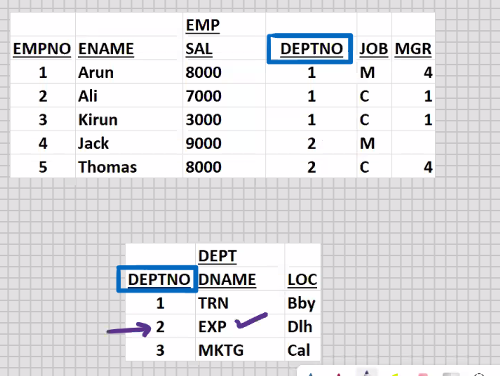 EMP
EMPNO ENAME SAL DEPTNO JOB MGR
1 Arun 8000 1 M 4
2 Ali 7000 1 C 1
3 Kirun 3000 1 C 1
4 Jack 9000 2 M
5 Thomas 8000 2 C 4
DEPT
DEPTNO DNAME LOC
1 TRN Bby
2 EXP Dlh
3 MKTG Cal